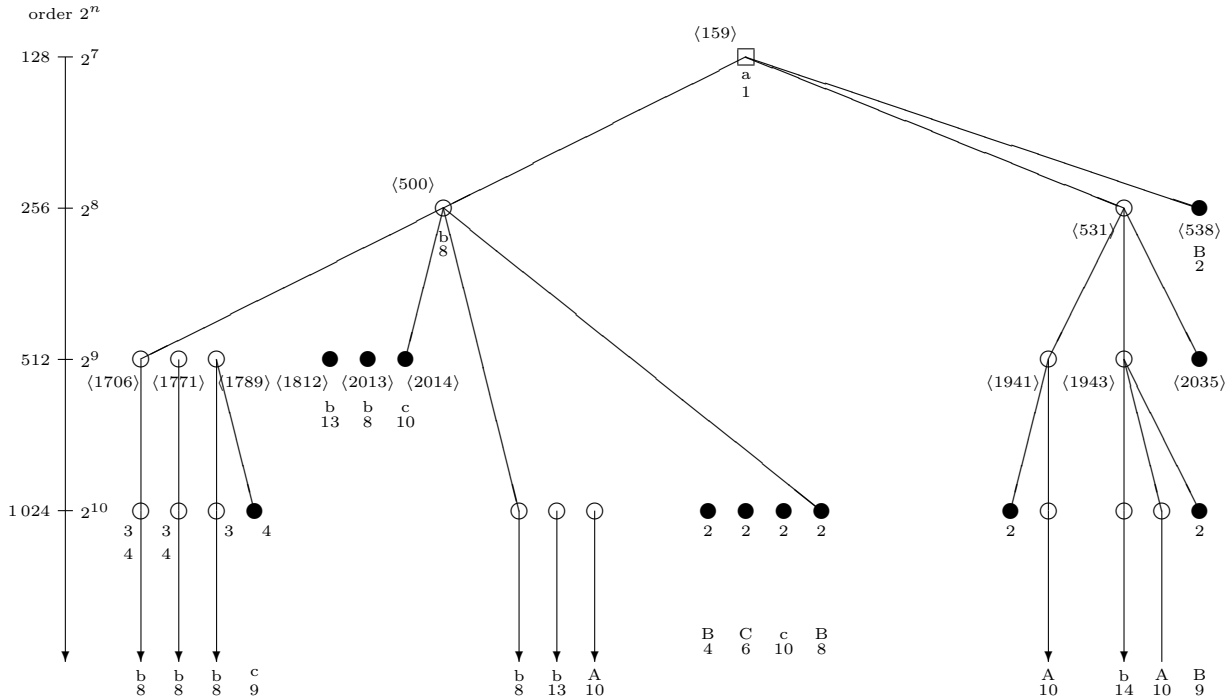 order 2^n
⟨159⟩
128 2^7
a
1
⟨500⟩
256 2^8
⟨531⟩ ⟨538⟩
b
8
B
2
512 2^9
⟨1706⟩ ⟨1771⟩ ⟨1789⟩ ⟨1812⟩ ⟨2013⟩ ⟨2014⟩ ⟨1941⟩ ⟨1943⟩ ⟨2035⟩
b b c
13 8 10
1 024 2^10
3 3 3 4 2 2 2 2 2 2
4 4
B C c B
4 6 10 8
b b b c b b A A b A B
8 8 8 9 8 13 10 10 14 10 9